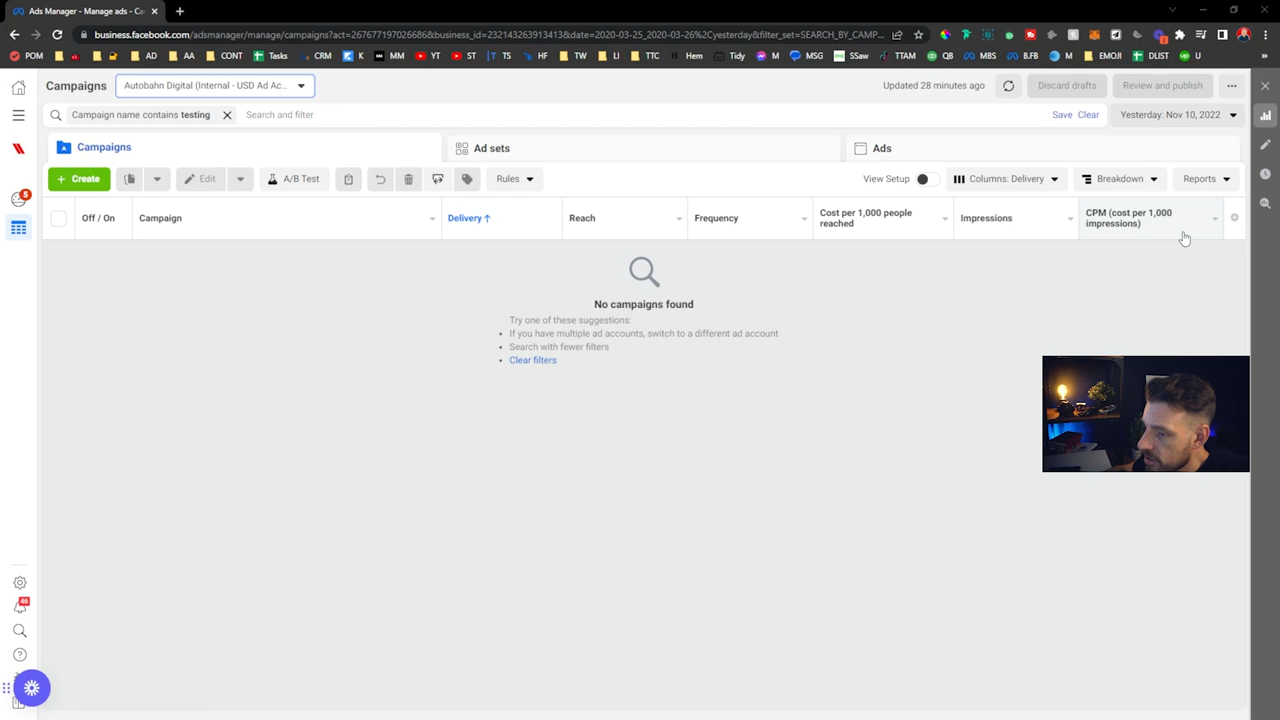 Ads Manager - Manage ads - Ca
business.facebook.com/adsmanager/manage/campaigns?act=267677197026686&business_id=232143263913413&date=2020-03-25_2020-03-26%2Cyesterday&filter_set=SEARCH_BY_CAMP...
POM AD AA CONT Tasks CRM K MM YT TS HF TW LI TTC Hem Tidy M MSG SSaw TTAM QB MBS B.FB M EMOJI DLIST U
Campaigns Autobahn Digital (Internal - USD Ad Ac... Updated 28 minutes ago Discard drafts Review and publish
Campaign name contains testing Search and filter Save Clear Yesterday: Nov 10, 2022
Campaigns Ad sets Ads
+ Create Edit A/B Test Rules View Setup Columns: Delivery Breakdown Reports
Off / On Campaign Delivery ↑ Reach Frequency Cost per 1,000 people reached Impressions CPM (cost per 1,000 impressions)
No campaigns found
Try one of these suggestions:
• If you have multiple ad accounts, switch to a different ad account
• Search with fewer filters
• Clear filters
5
46